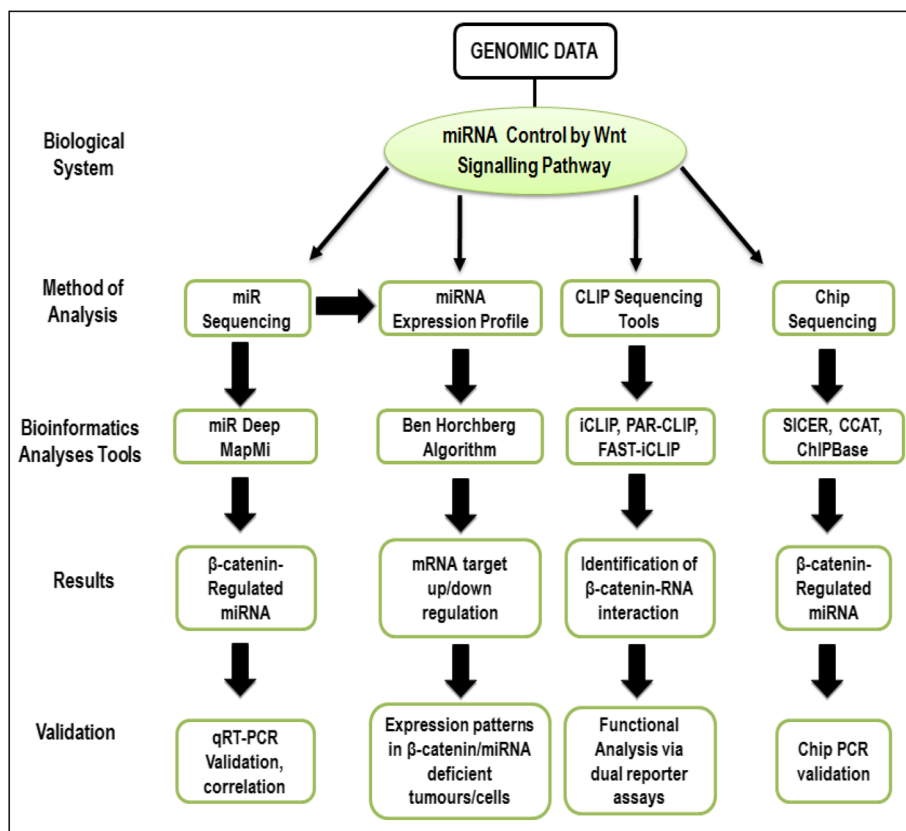 GENOMIC DATA
Biological
System
miRNA Control by Wnt
Signalling Pathway
Method of
Analysis
miR
Sequencing
miRNA
Expression Profile
CLIP Sequencing
Tools
Chip
Sequencing
Bioinformatics
Analyses Tools
miR Deep
MapMi
Ben Horchberg
Algorithm
iCLIP, PAR-CLIP,
FAST-iCLIP
SICER, CCAT,
ChIPBase
Results
β-catenin-
Regulated
miRNA
mRNA target
up/down
regulation
Identification of
β-catenin-RNA
interaction
β-catenin-
Regulated
miRNA
Validation
qRT-PCR
Validation,
correlation
Expression patterns
in β-catenin/miRNA
deficient
tumours/cells
Functional
Analysis via
dual reporter
assays
Chip PCR
validation